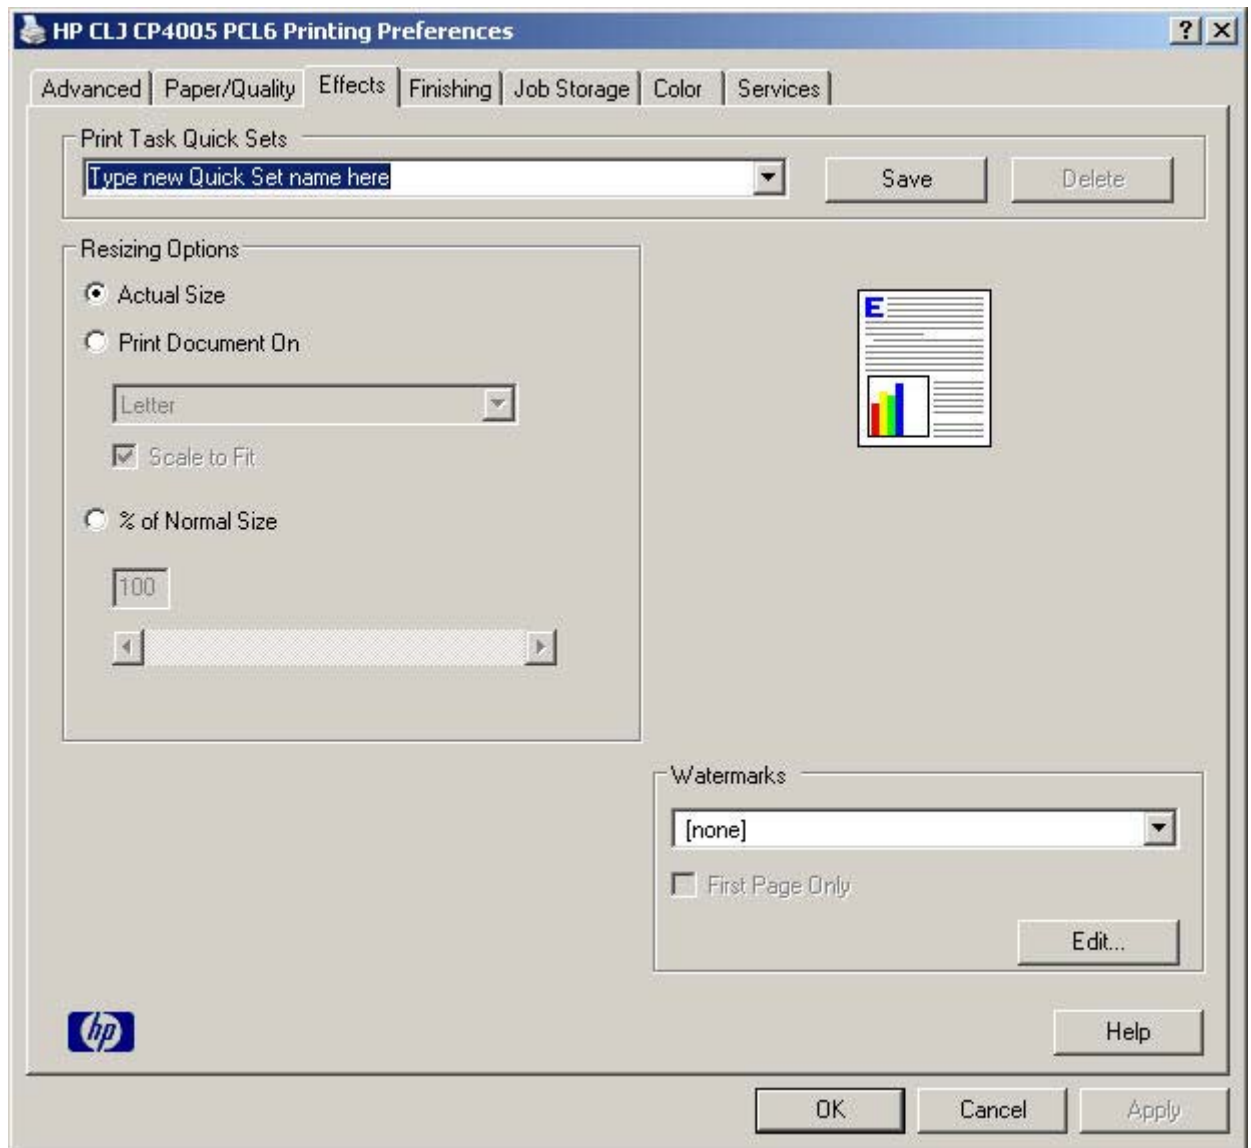 HP CLJ CP4005 PCL6 Printing Preferences
Advanced Paper/Quality Effects Finishing Job Storage Color Services
Print Task Quick Sets
Type new Quick Set name here Save Delete
Resizing Options
Actual Size
Print Document On
Letter
Scale to Fit
% of Normal Size
100
E
Watermarks
[none]
First Page Only
Edit...
hp
Help
OK Cancel Apply